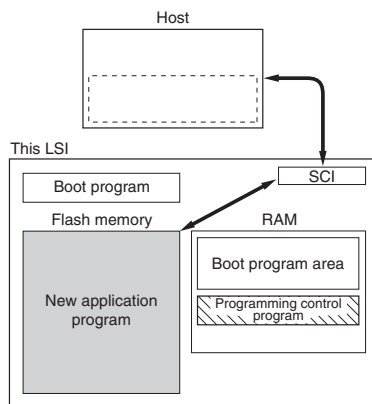 Host
This LSI
SCI
Boot program
Flash memory
RAM
Boot program area
New application
program
Programming control
program